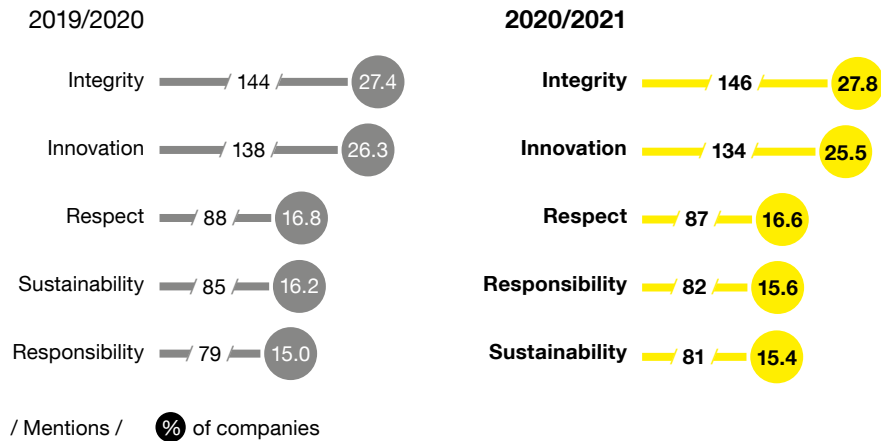 2019/2020
Integrity / 144 / 27.4
Innovation / 138 / 26.3
Respect / 88 / 16.8
Sustainability / 85 / 16.2
Responsibility / 79 / 15.0
2020/2021
Integrity / 146 / 27.8
Innovation / 134 / 25.5
Respect / 87 / 16.6
Responsibility / 82 / 15.6
Sustainability / 81 / 15.4
/ Mentions / % of companies